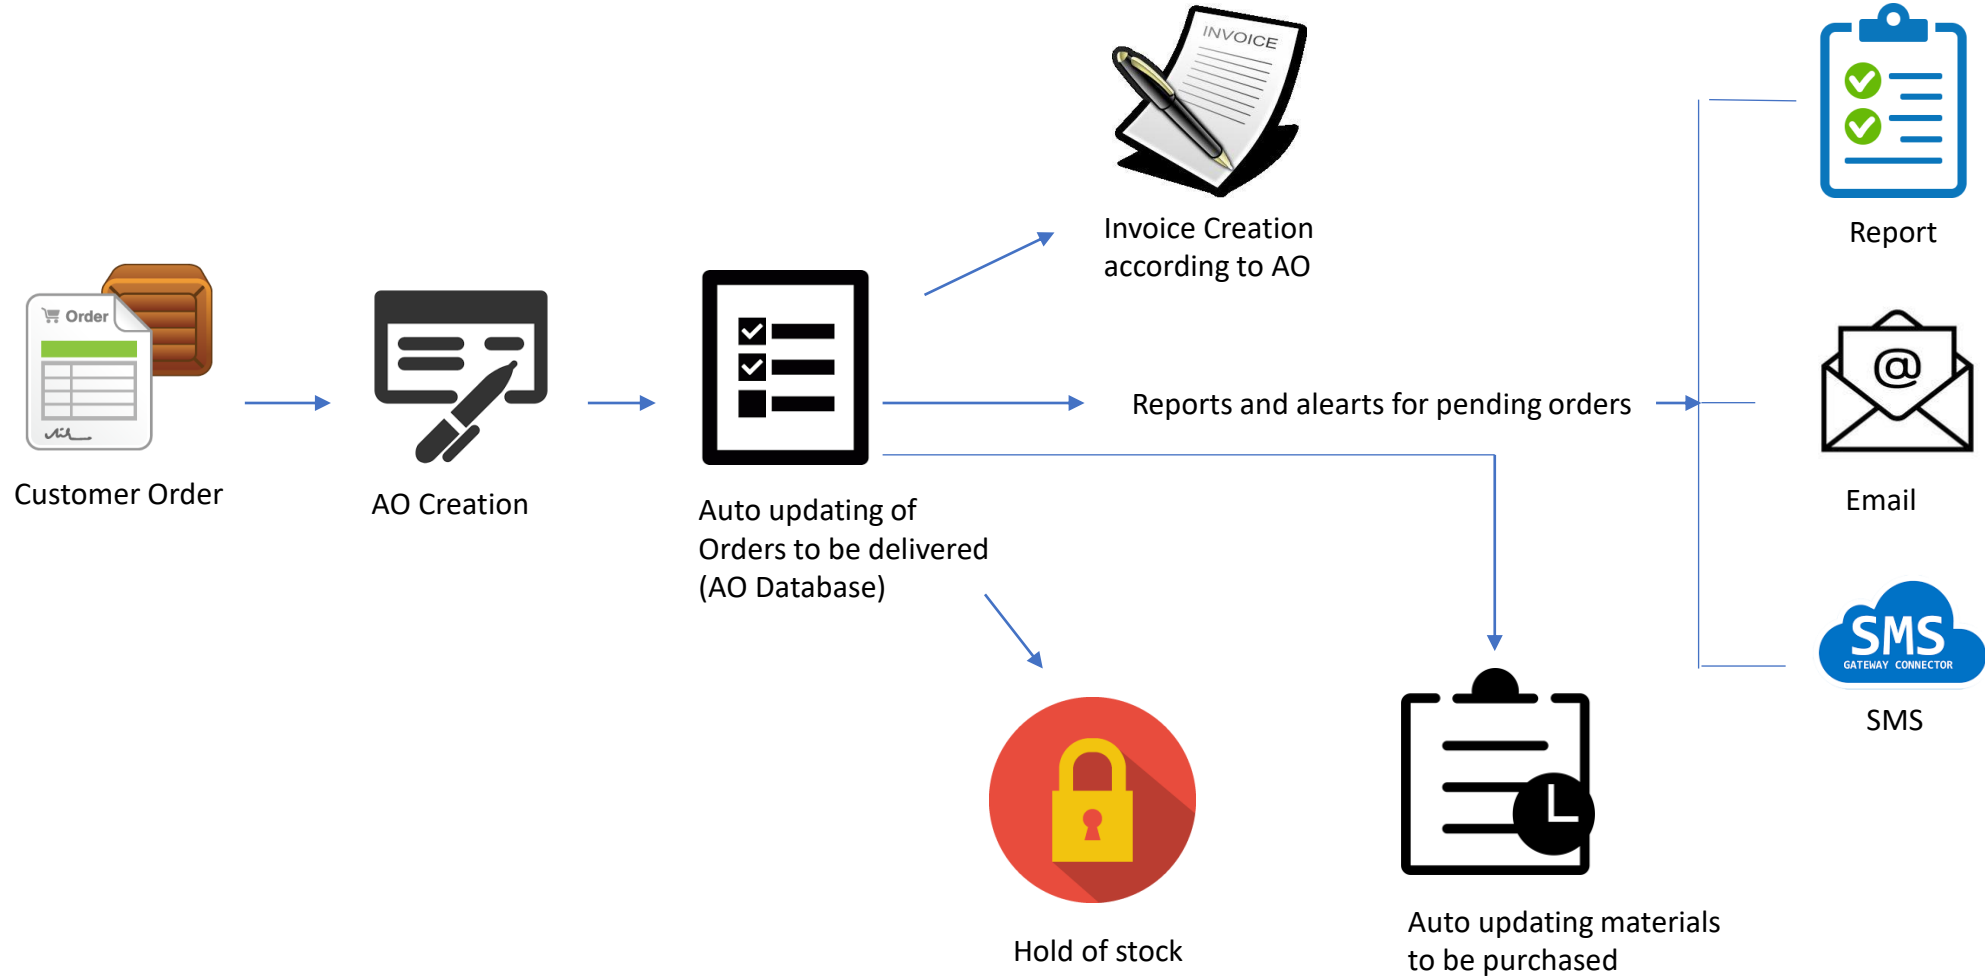 INVOICE
Invoice Creation
according to AO
Report
Order
Customer Order
AO Creation
Auto updating of
Orders to be delivered
(AO Database)
Reports and alearts for pending orders
@
Email
SMS
GATEWAY CONNECTOR
SMS
Hold of stock
Auto updating materials
to be purchased